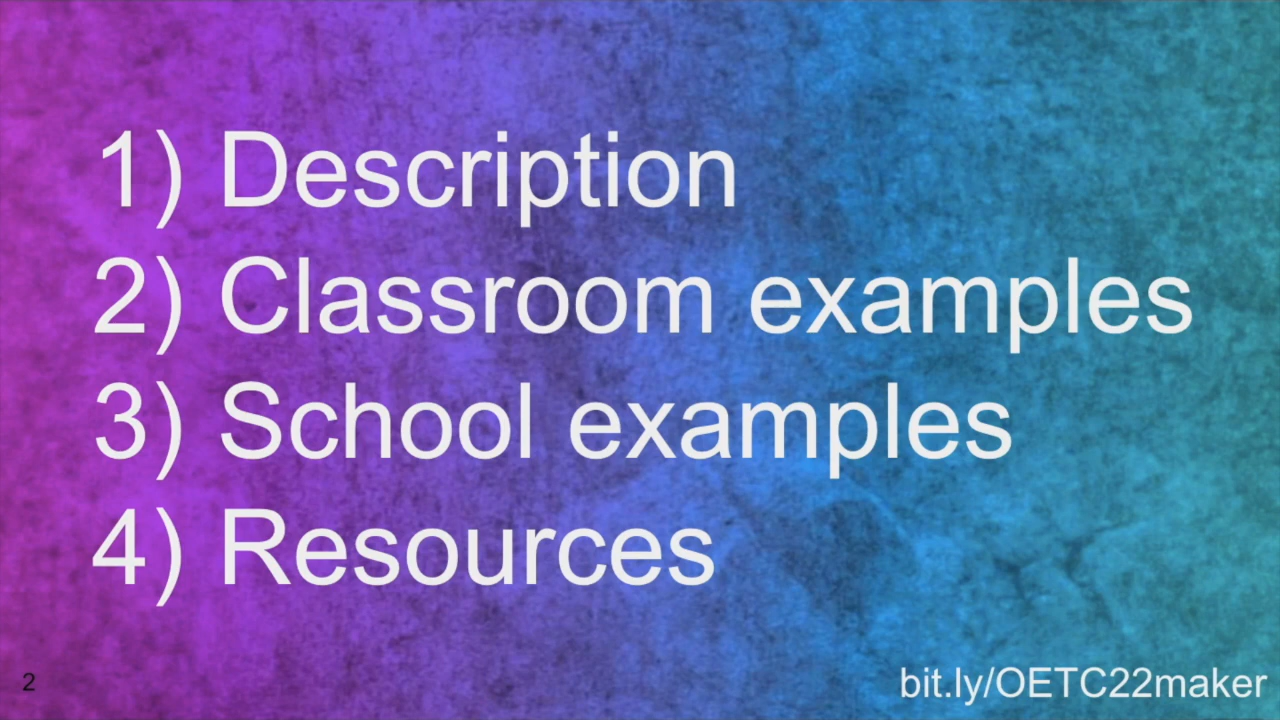 1) Description
2) Classroom examples
3) School examples
4) Resources
2
bit.ly/OETC22maker